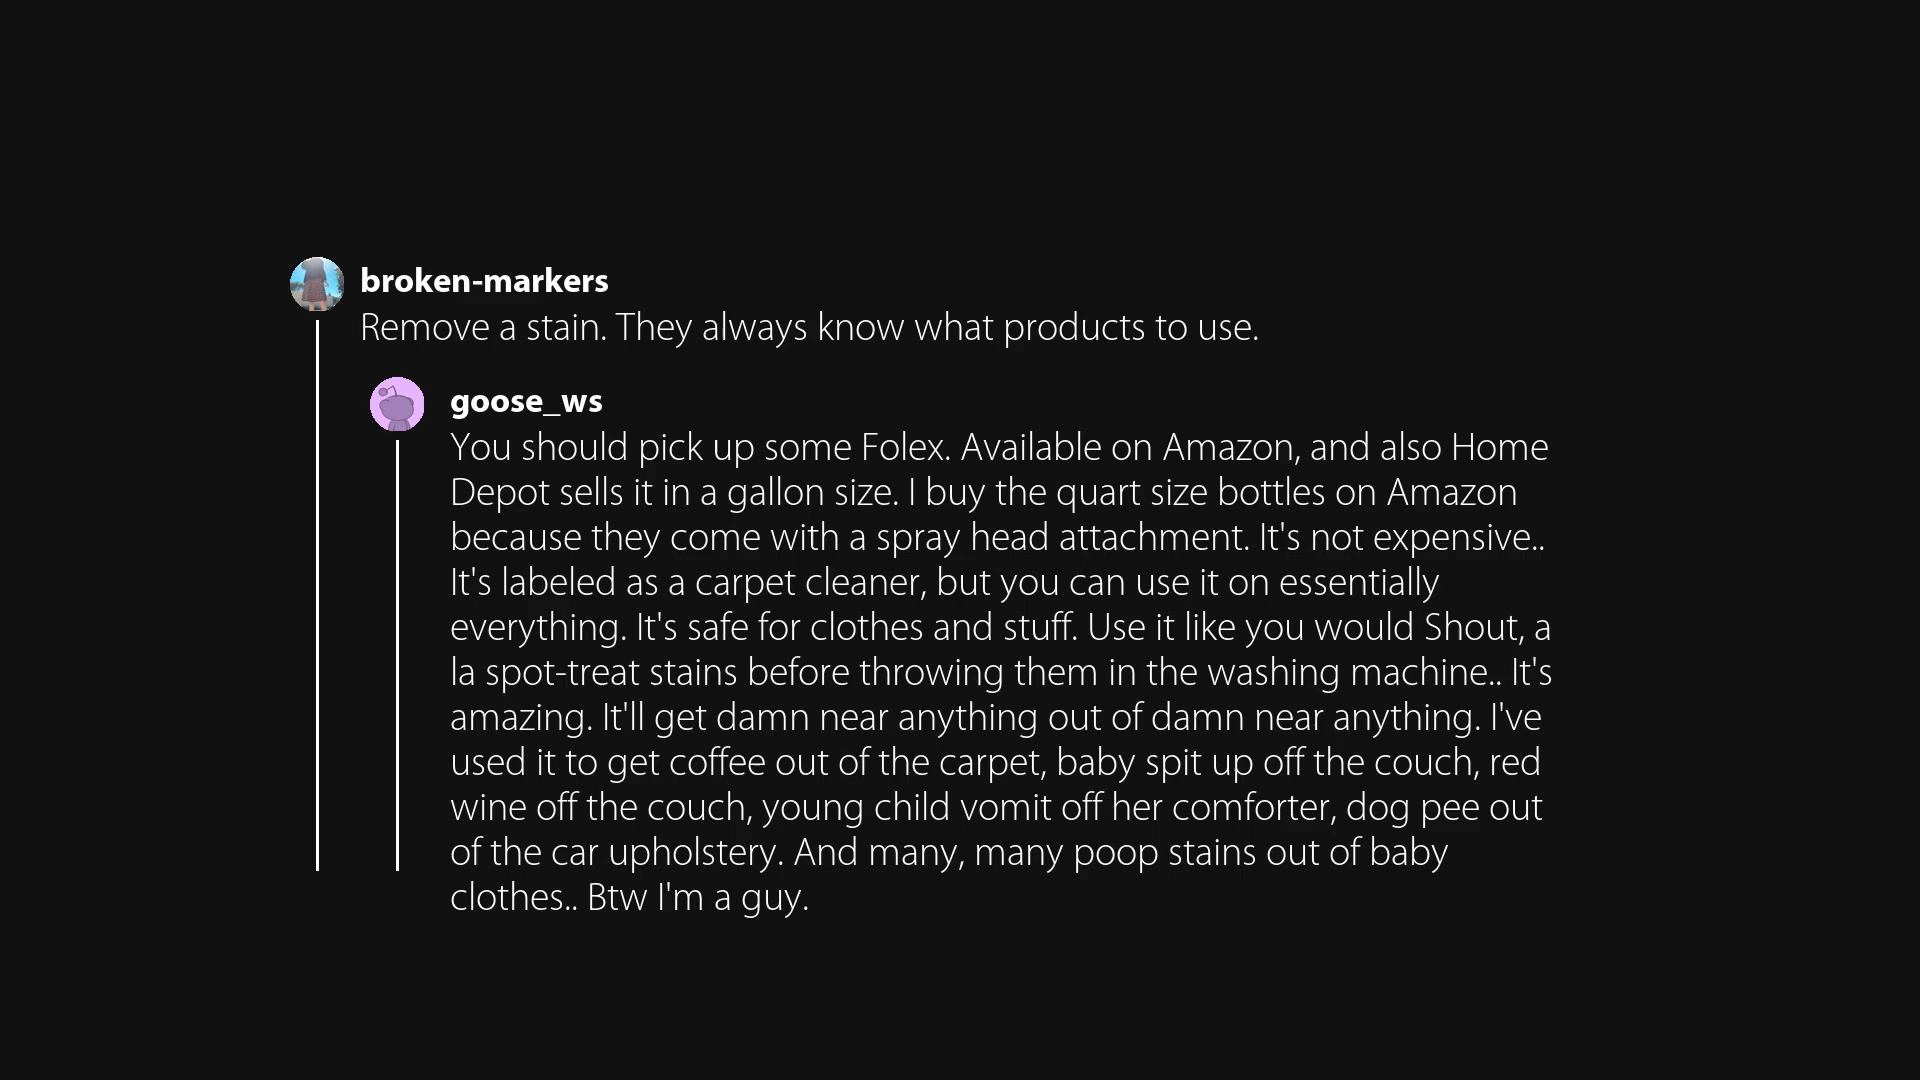 broken-markers
Remove a stain. They always know what products to use.
goose_ws
You should pick up some Folex. Available on Amazon, and also Home
Depot sells it in a gallon size. I buy the quart size bottles on Amazon
because they come with a spray head attachment. It's not expensive..
It's labeled as a carpet cleaner, but you can use it on essentially
everything. It's safe for clothes and stuff. Use it like you would Shout, a
la spot-treat stains before throwing them in the washing machine.. It's
amazing. It'll get damn near anything out of damn near anything. I've
used it to get coffee out of the carpet, baby spit up off the couch, red
wine off the couch, young child vomit off her comforter, dog pee out
of the car upholstery. And many, many poop stains out of baby
clothes.. Btw I'm a guy.